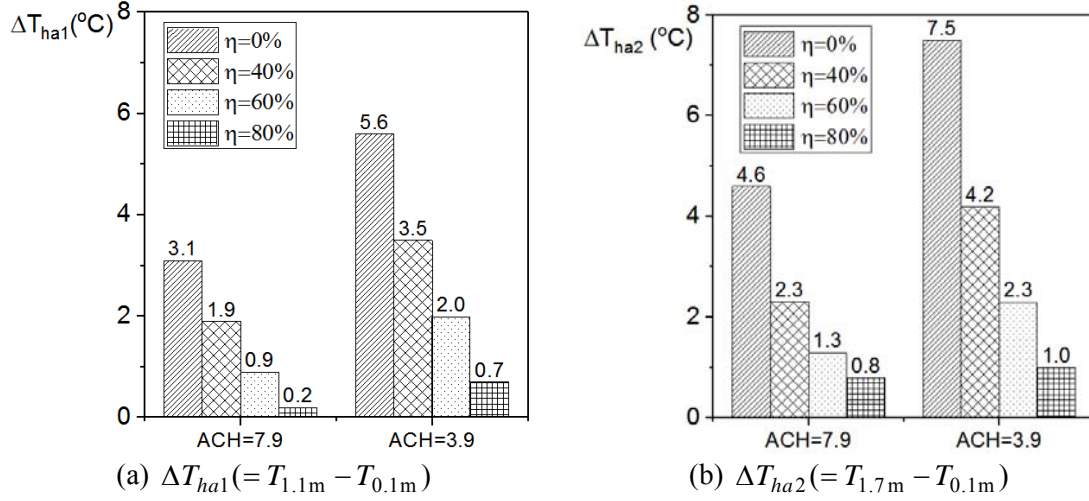 ΔT_ha1(°C)
8
6
4
2
0
η=0%
η=40%
η=60%
η=80%
3.1
1.9
0.9
0.2
5.6
3.5
2.0
0.7
ACH=7.9 ACH=3.9
(a) ΔT_ha1(= T_1.1m − T_0.1m)
ΔT_ha2 (°C)
8
6
4
2
0
η=0%
η=40%
η=60%
η=80%
4.6
2.3
1.3
0.8
7.5
4.2
2.3
1.0
ACH=7.9 ACH=3.9
(b) ΔT_ha2(= T_1.7m − T_0.1m)